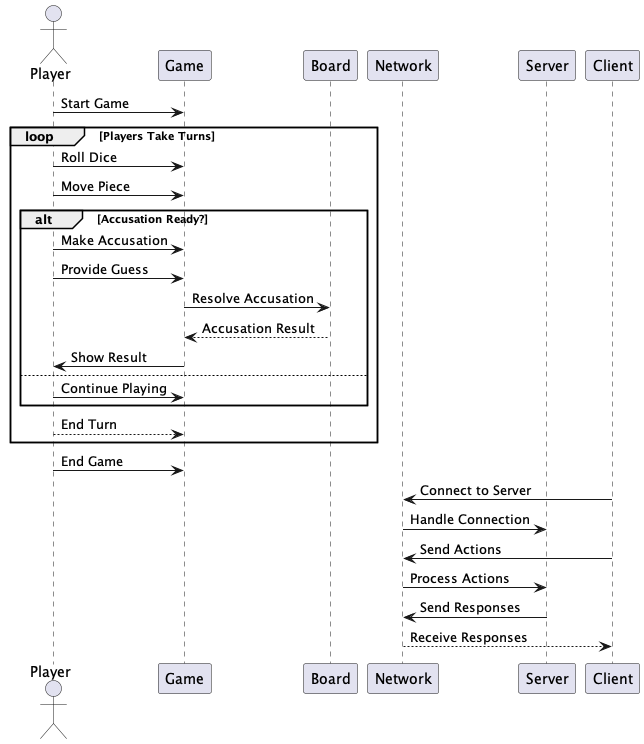 Player
Game
Board
Network
Server
Client
Start Game
loop
[Players Take Turns]
Roll Dice
Move Piece
alt
[Accusation Ready?]
Make Accusation
Provide Guess
Resolve Accusation
Accusation Result
Show Result
Continue Playing
End Turn
End Game
Connect to Server
Handle Connection
Send Actions
Process Actions
Send Responses
Receive Responses
Player
Game
Board
Network
Server
Client